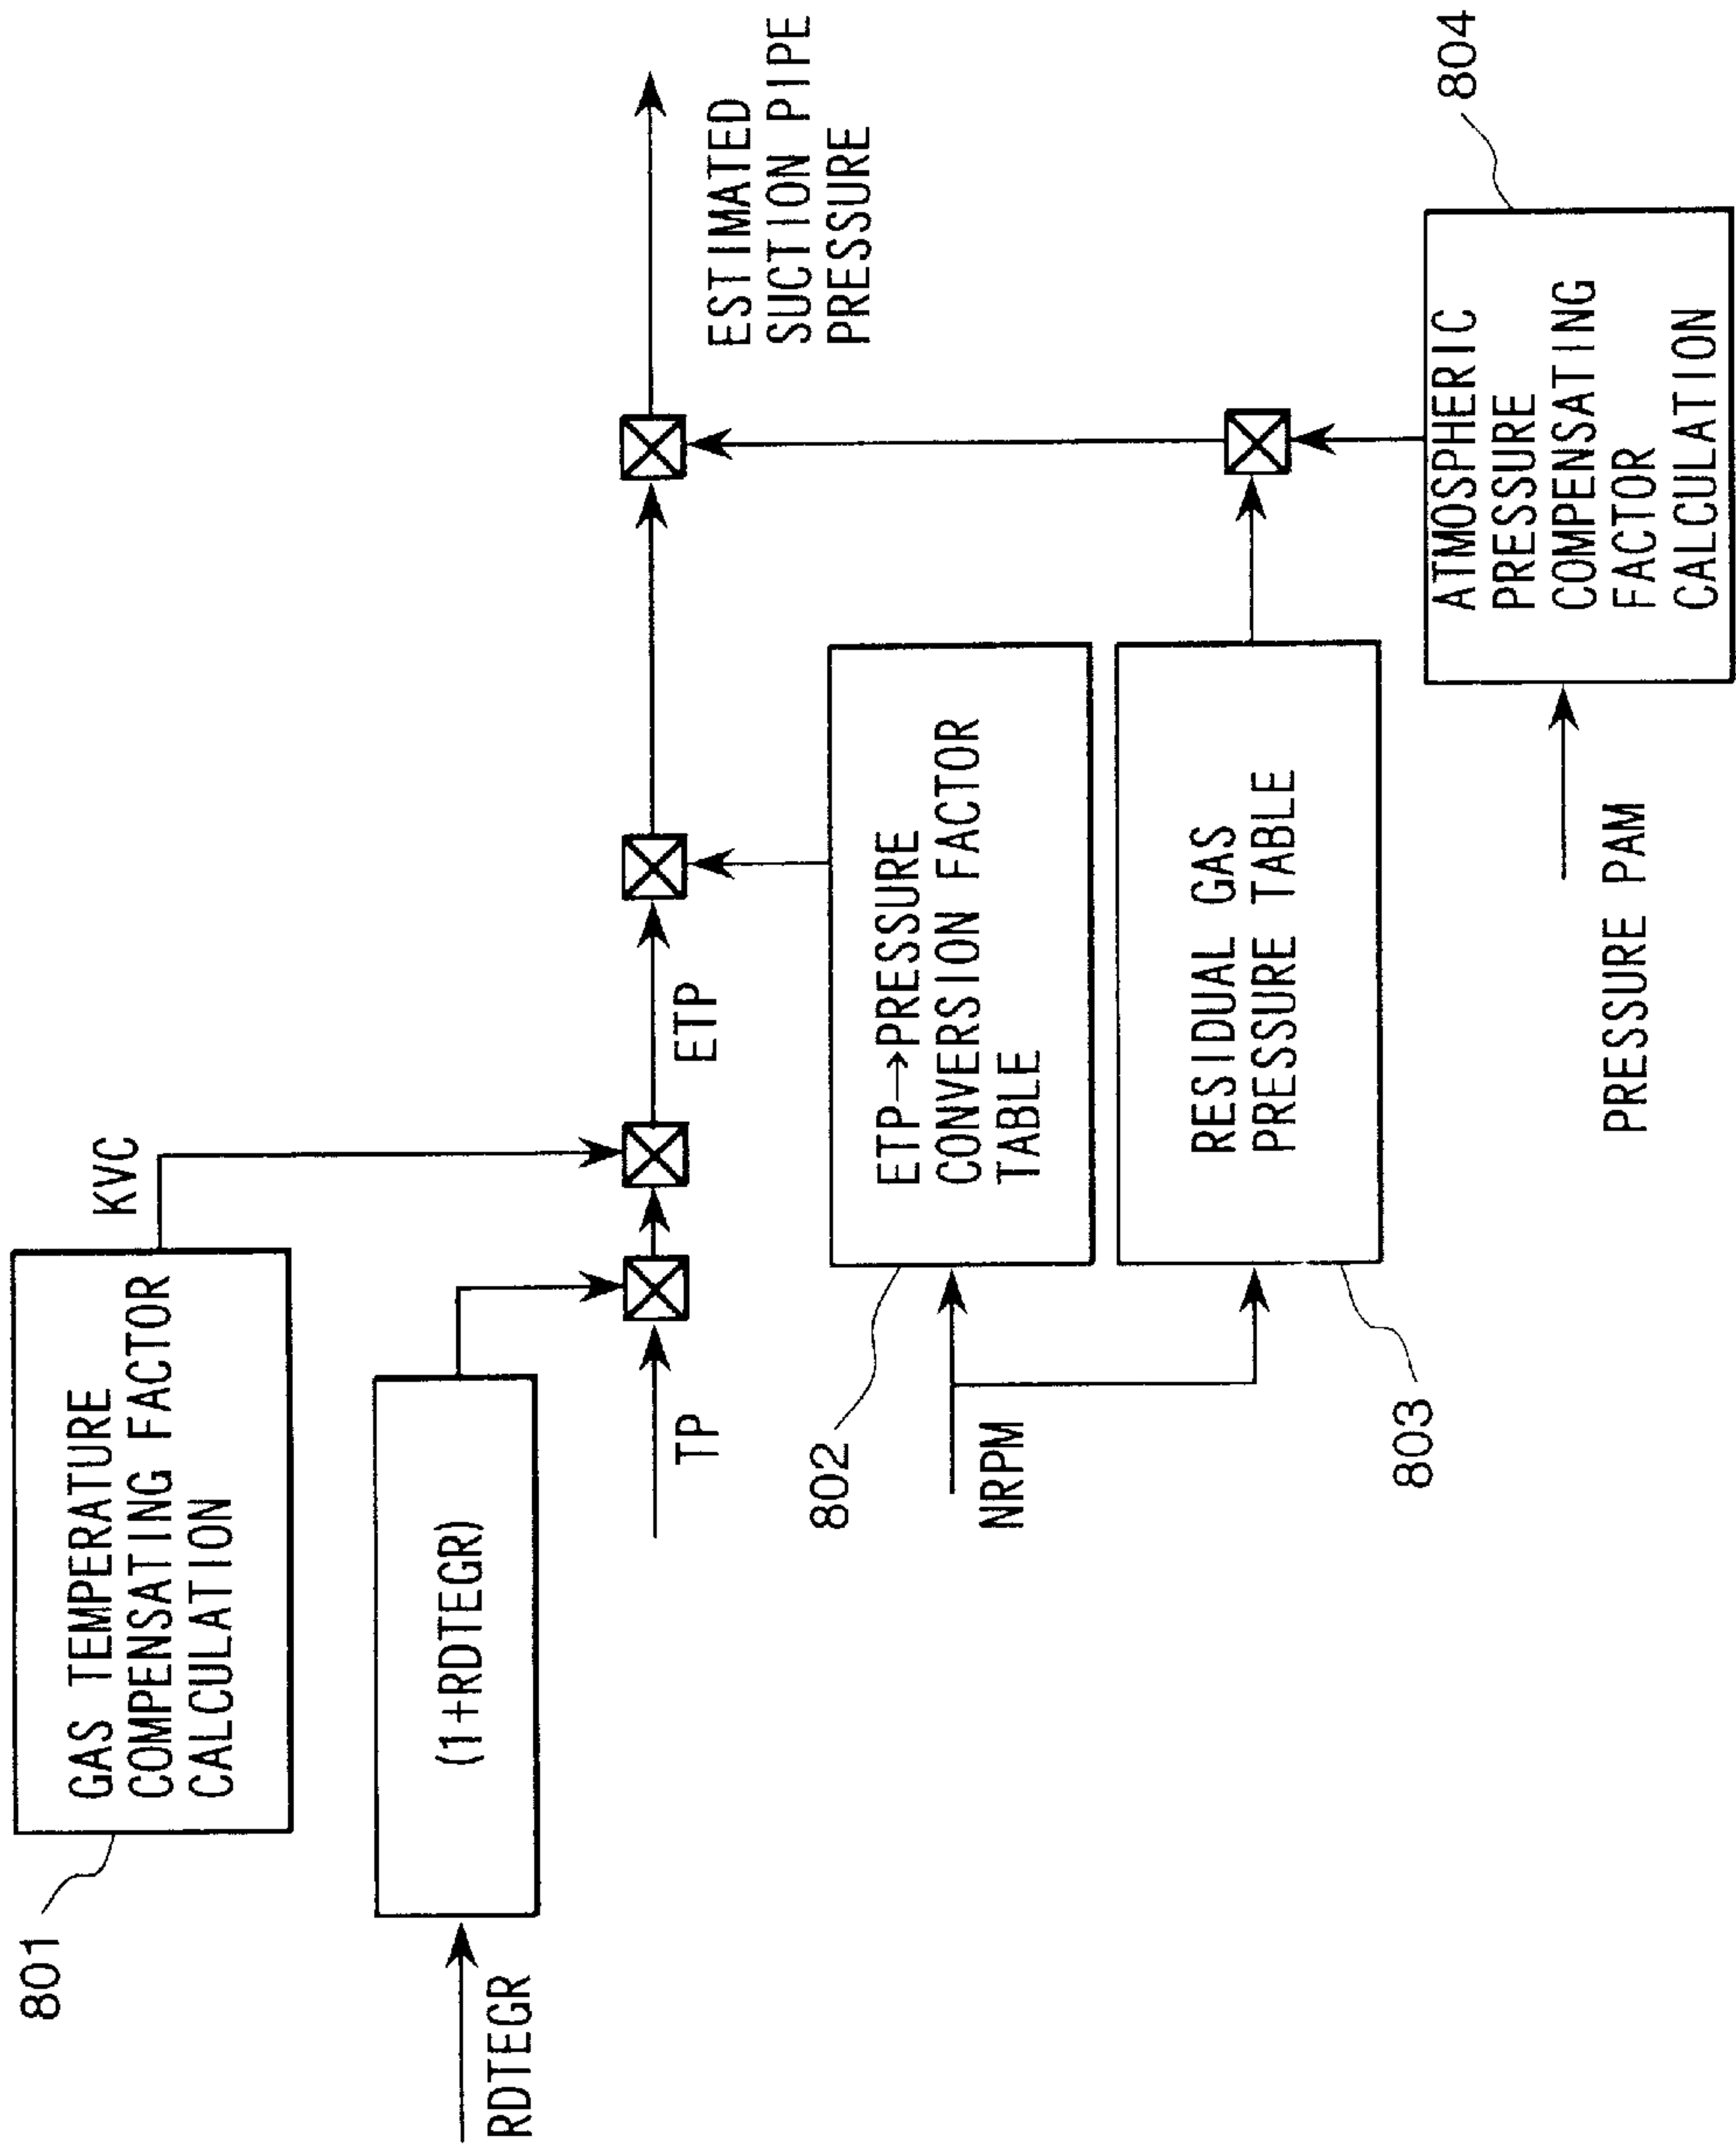 801
GAS TEMPERATURE
COMPENSATING FACTOR
CALCULATION
KVC
RDTEGR
(1+RDTEGR)
TP
ETP
ESTIMATED
SUCTION PIPE
PRESSURE
802
ETP→PRESSURE
CONVERSION FACTOR
TABLE
NRPM
803
RESIDUAL GAS
PRESSURE TABLE
804
ATMOSPHERIC
PRESSURE
COMPENSATING
FACTOR
CALCULATION
PRESSURE PAM